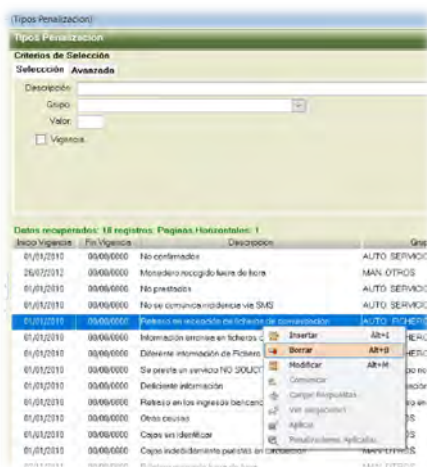 (Tipos Penalizacion)
Tipos Penalizacion
Criterios de Selección
Seleccción Avanzada
Descripción
Grupo
Valor
Vigencia
Datos recuperados: 18 registros. Paginas Horizontales: 1
Inicio Vigencia Fin Vigencia Descripcion
01/01/2010 00/00/0000 No confirmados AUTO SERVICIO
26/07/2012 00/00/0000 Monedero recogido fuera de hora MAN OTROS
01/01/2010 00/00/0000 No prestados AUTO SERVICIO
01/01/2010 00/00/0000 No se comunica incidencia via SMS AUTO SERVICIO
01/01/2010 00/00/0000 Retraso en recepción de ficheros de comunicación AUTO FICHERO
01/01/2010 00/00/0000 Información erronea en ficheros
01/01/2010 00/00/0000 Diferente información de Fichero
01/01/2010 00/00/0000 Se presta un servicio NO SOLICIT
01/01/2010 00/00/0000 Deficiente información
01/01/2010 00/00/0000 Retraso en los ingresos bancario
01/01/2010 00/00/0000 Otras causas
01/01/2010 00/00/0000 Cajas sin identificar
01/01/2010 00/00/0000 Cajas indebidamente puestas en circulación MAN OTROS
Insertar Alt+I
Borrar Alt+B
Modificar Alt+M
Comunicar
Cargar Respuestas
Ver alegaciones
Aplicar
Penalizaciones Aplicadas